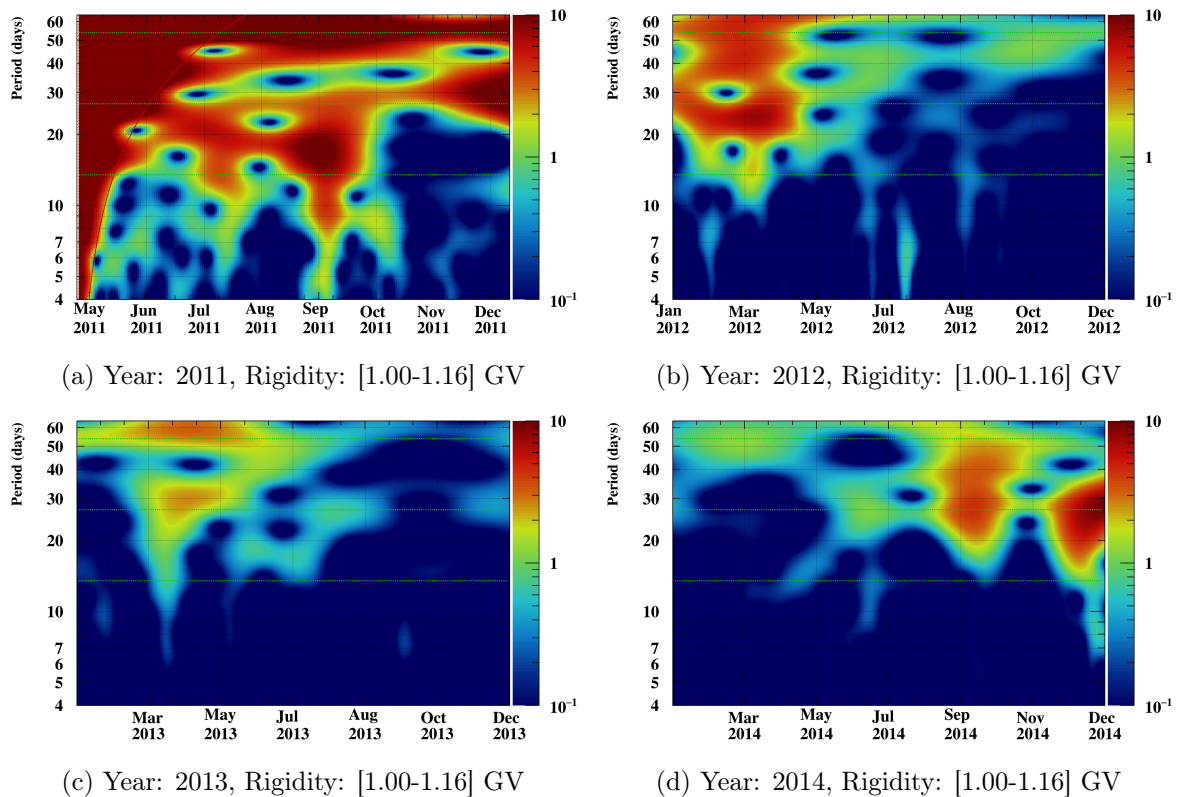 Period (days)
60
50
40
30
20
10
7
6
5
4
May 2011
Jun 2011
Jul 2011
Aug 2011
Sep 2011
Oct 2011
Nov 2011
Dec 2011
10
1
10⁻¹
(a) Year: 2011, Rigidity: [1.00-1.16] GV
Period (days)
60
50
40
30
20
10
7
6
5
4
Jan 2012
Mar 2012
May 2012
Jul 2012
Aug 2012
Oct 2012
Dec 2012
10
1
10⁻¹
(b) Year: 2012, Rigidity: [1.00-1.16] GV
Period (days)
60
50
40
30
20
10
7
6
5
4
Mar 2013
May 2013
Jul 2013
Aug 2013
Oct 2013
Dec 2013
10
1
10⁻¹
(c) Year: 2013, Rigidity: [1.00-1.16] GV
Period (days)
60
50
40
30
20
10
7
6
5
4
Mar 2014
May 2014
Jul 2014
Sep 2014
Nov 2014
Dec 2014
10
1
10⁻¹
(d) Year: 2014, Rigidity: [1.00-1.16] GV